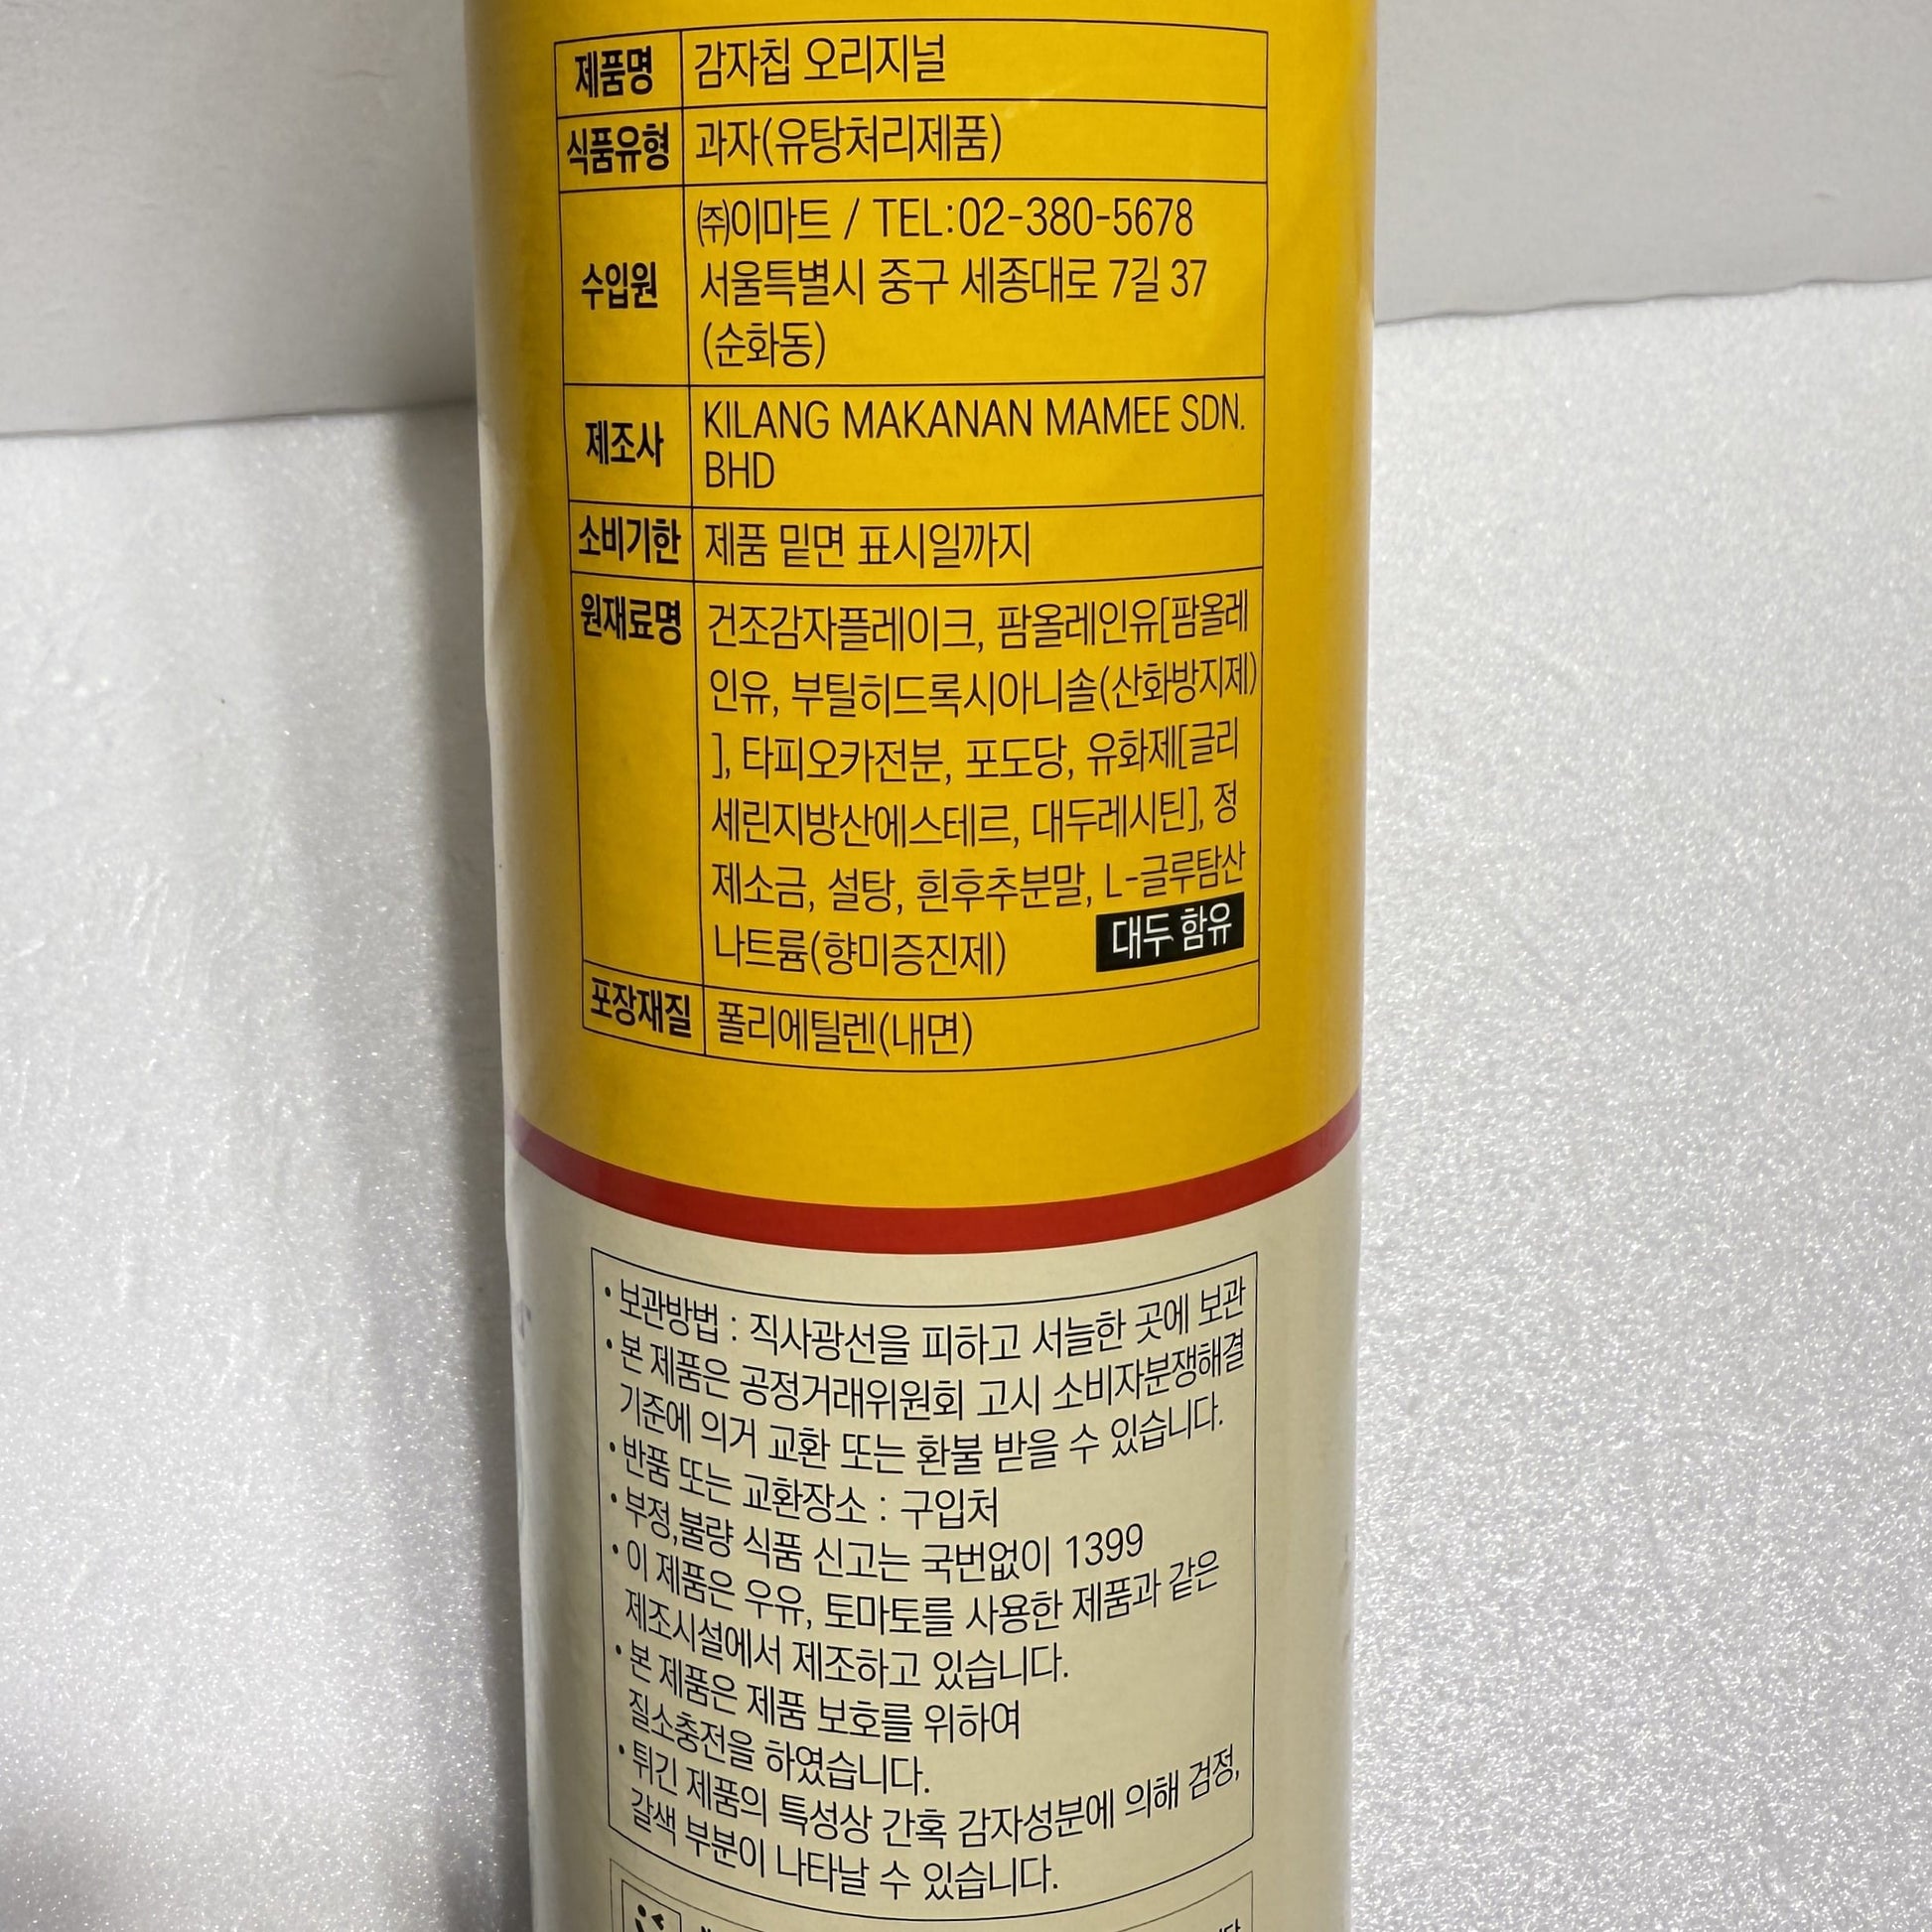 제품명 감자칩 오리지널
식품유형 과자(유탕처리제품)
수입원 ㈜이마트 / TEL:02-380-5678
서울특별시 중구 세종대로 7길 37
(순화동)
제조사 KILANG MAKANAN MAMEE SDN.
BHD
소비기한 제품 밑면 표시일까지
원재료명 건조감자플레이크, 팜올레인유[팜올레
인유, 부틸히드록시아니솔(산화방지제)
], 타피오카전분, 포도당, 유화제[글리
세린지방산에스테르, 대두레시틴], 정
제소금, 설탕, 흰후추분말, L-글루탐산
나트륨(향미증진제) 대두 함유
포장재질 폴리에틸렌(내면)
• 보관방법 : 직사광선을 피하고 서늘한 곳에 보관
• 본 제품은 공정거래위원회 고시 소비자분쟁해결
기준에 의거 교환 또는 환불 받을 수 있습니다.
• 반품 또는 교환장소 : 구입처
• 부정,불량 식품 신고는 국번없이 1399
• 이 제품은 우유, 토마토를 사용한 제품과 같은
제조시설에서 제조하고 있습니다.
• 본 제품은 제품 보호를 위하여
질소충전을 하였습니다.
• 튀긴 제품의 특성상 간혹 감자성분에 의해 검정,
갈색 부분이 나타날 수 있습니다.